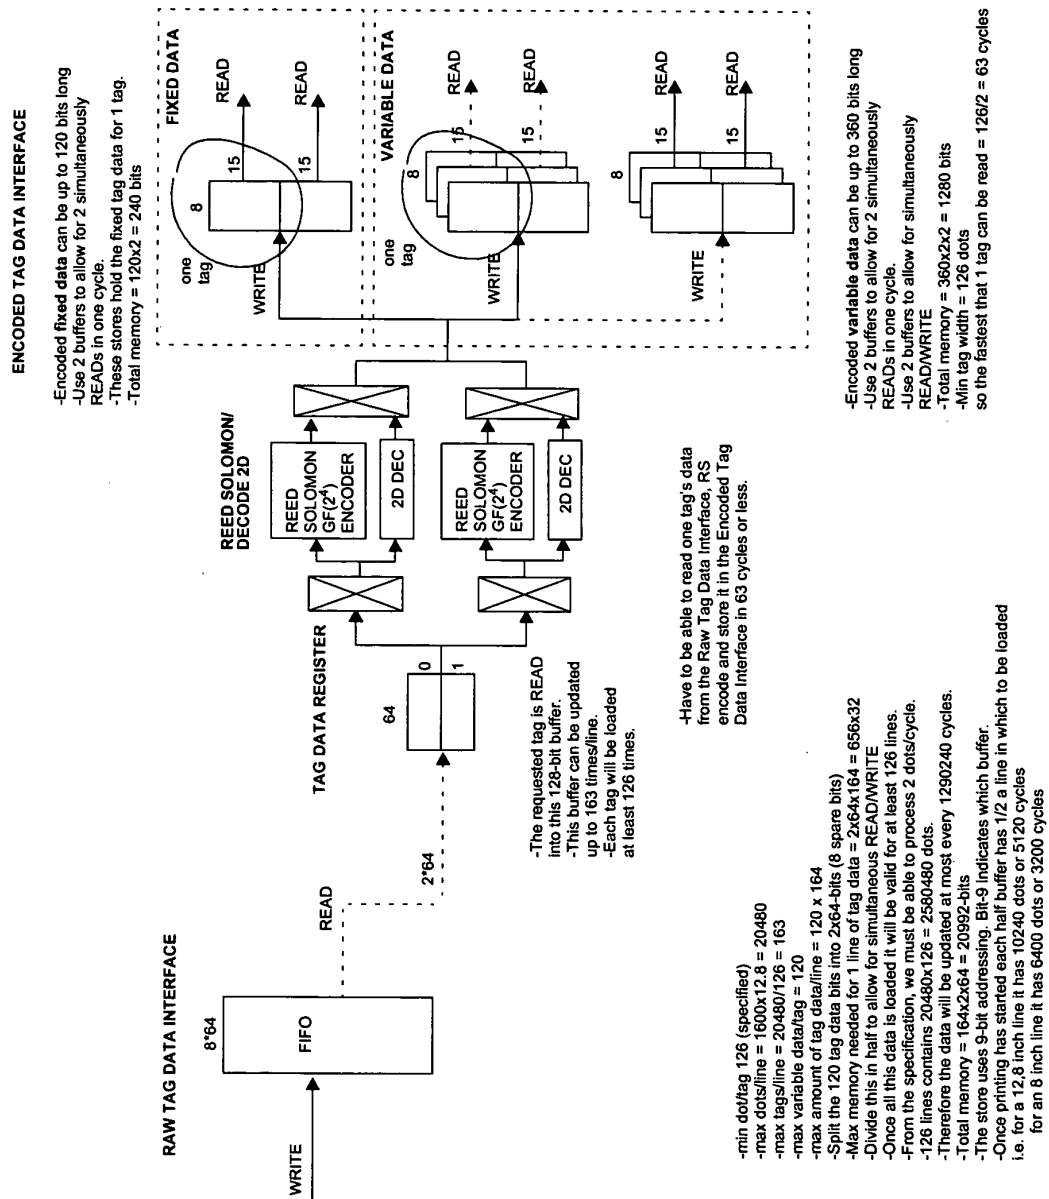 RAW TAG DATA INTERFACE
WRITE
8*64
FIFO
READ
2*64
TAG DATA REGISTER
64
0
1
-The requested tag is READ
into this 128-bit buffer.
-This buffer can be updated
up to 163 times/line.
-Each tag will be loaded
at least 126 times.
REED SOLOMON/
DECODE 2D
REED
SOLOMON
GF(2⁴)
ENCODER
2D DEC
REED
SOLOMON
GF(2⁴)
ENCODER
2D DEC
-Have to be able to read one tag's data
from the Raw Tag Data Interface, RS
encode and store it in the Encoded Tag
Data Interface in 63 cycles or less.
ENCODED TAG DATA INTERFACE
-Encoded fixed data can be up to 120 bits long
-Use 2 buffers to allow for 2 simultaneously
READs in one cycle.
-These stores hold the fixed tag data for 1 tag.
-Total memory = 120x2 = 240 bits
FIXED DATA
one
tag
8
WRITE
15
READ
15
READ
VARIABLE DATA
one
tag
8
WRITE
15
READ
15
READ
8
WRITE
15
READ
15
READ
-Encoded variable data can be up to 360 bits long
-Use 2 buffers to allow for 2 simultaneously
READs in one cycle.
-Use 2 buffers to allow for simultaneously
READ/WRITE
-Total memory = 360x2x2 = 1280 bits
-Min tag width = 126 dots
so the fastest that 1 tag can be read = 126/2 = 63 cycles
-min dot/tag 126 (specified)
-max dots/line = 1600x12.8 = 20480
-max tags/line = 20480/126 = 163
-max variable data/tag = 120
-max amount of tag data/line = 120 x 164
-Split the 120 tag data bits into 2x64-bits (8 spare bits)
-Max memory needed for 1 line of tag data = 2x64x164 = 656x32
-Divide this in half to allow for simultaneous READ/WRITE
-Once all this data is loaded it will be valid for at least 126 lines.
-From the specification, we must be able to process 2 dots/cycle.
-126 lines contains 20480x126 = 2580480 dots.
-Therefore the data will be updated at most every 1290240 cycles.
-Total memory = 164x2x64 = 20992-bits
-The store uses 9-bit addressing. Bit-9 indicates which buffer.
-Once printing has started each half buffer has 1/2 a line in which to be loaded
i.e. for a 12,8 inch line it has 10240 dots or 5120 cycles
for an 8 inch line it has 6400 dots or 3200 cycles